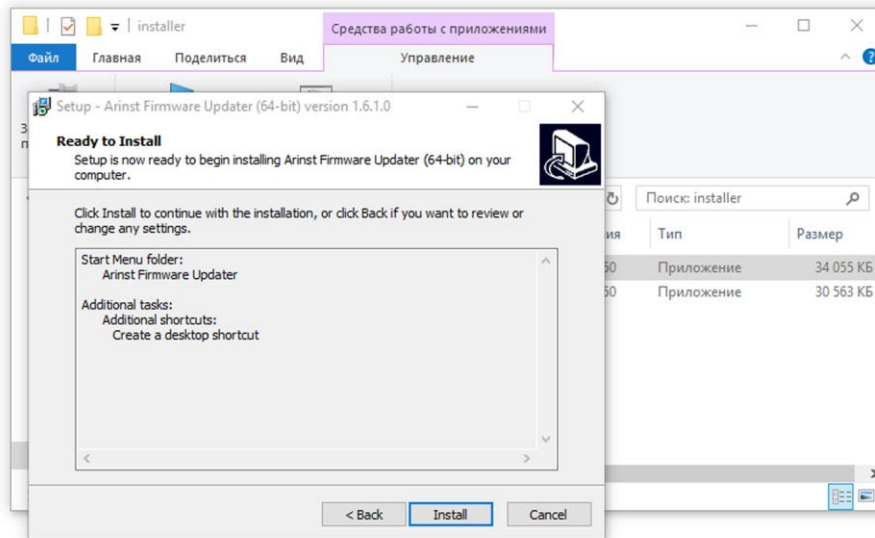 installer
Средства работы с приложениями
Файл
Главная
Поделиться
Вид
Управление
Setup - Arinst Firmware Updater (64-bit) version 1.6.1.0
Ready to Install
Setup is now ready to begin installing Arinst Firmware Updater (64-bit) on your
computer.
Click Install to continue with the installation, or click Back if you want to review or
change any settings.
Start Menu folder:
Arinst Firmware Updater
Additional tasks:
Additional shortcuts:
Create a desktop shortcut
< Back
Install
Cancel
Поиск: installer
Тип
Размер
Приложение
34 055 КБ
Приложение
30 563 КБ